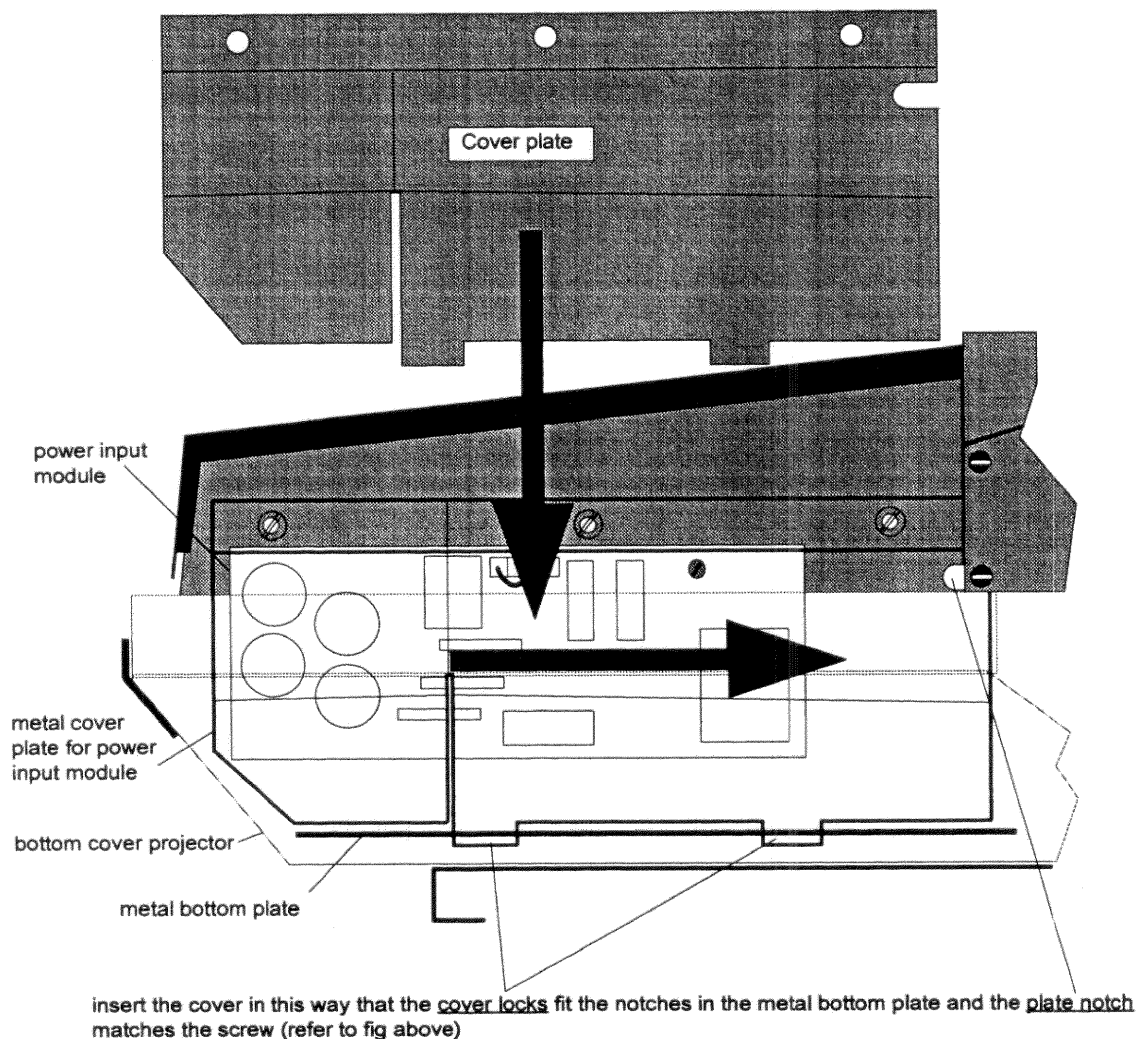 Cover plate
power input
module
metal cover
plate for power
input module
bottom cover projector
metal bottom plate
insert the cover in this way that the cover locks fit the notches in the metal bottom plate and the plate notch
matches the screw (refer to fig above)